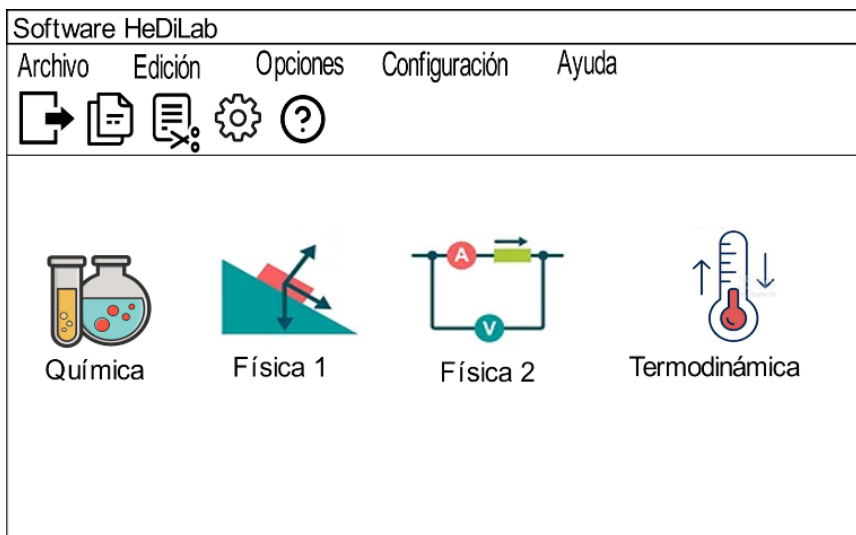 Software HeDiLab
Archivo Edición Opciones Configuración Ayuda
?
A
V
Química Física 1 Física 2 Termodinámica